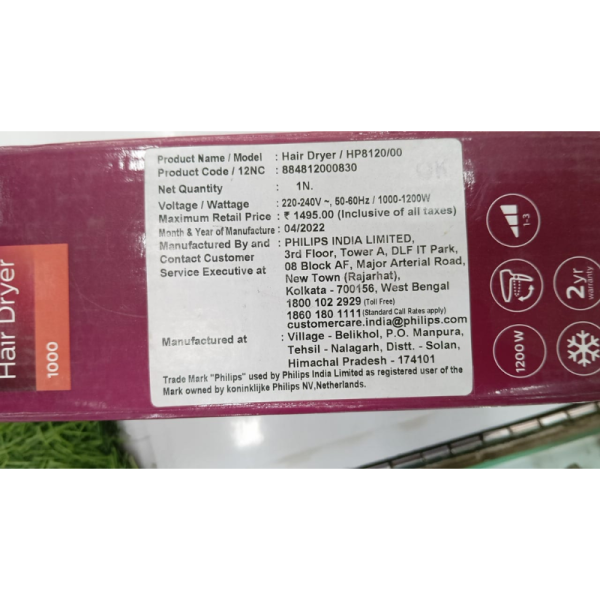 Product Name / Model : Hair Dryer / HP8120/00
Product Code / 12NC : 884812000830
Net Quantity : 1N.
Voltage / Wattage : 220-240V ~, 50-60Hz / 1000-1200W
Maximum Retail Price : ₹ 1495.00 (Inclusive of all taxes)
Month & Year of Manufacture : 04/2022
Manufactured By and : PHILIPS INDIA LIMITED,
Contact Customer 3rd Floor, Tower A, DLF IT Park,
Service Executive at 08 Block AF, Major Arterial Road,
New Town (Rajarhat),
Kolkata - 700156, West Bengal
1800 102 2929 (Toll Free)
1860 180 1111 (Standard Call Rates apply)
customercare.india@philips.com
Manufactured at : Village - Belikhol, P.O. Manpura,
Tehsil - Nalagarh, Distt. - Solan,
Himachal Pradesh - 174101
Trade Mark "Philips" used by Philips India Limited as registered user of the
Mark owned by koninklijke Philips NV, Netherlands.
OK
Hair Dryer
1000
1-3
2yr
warranty
1200W